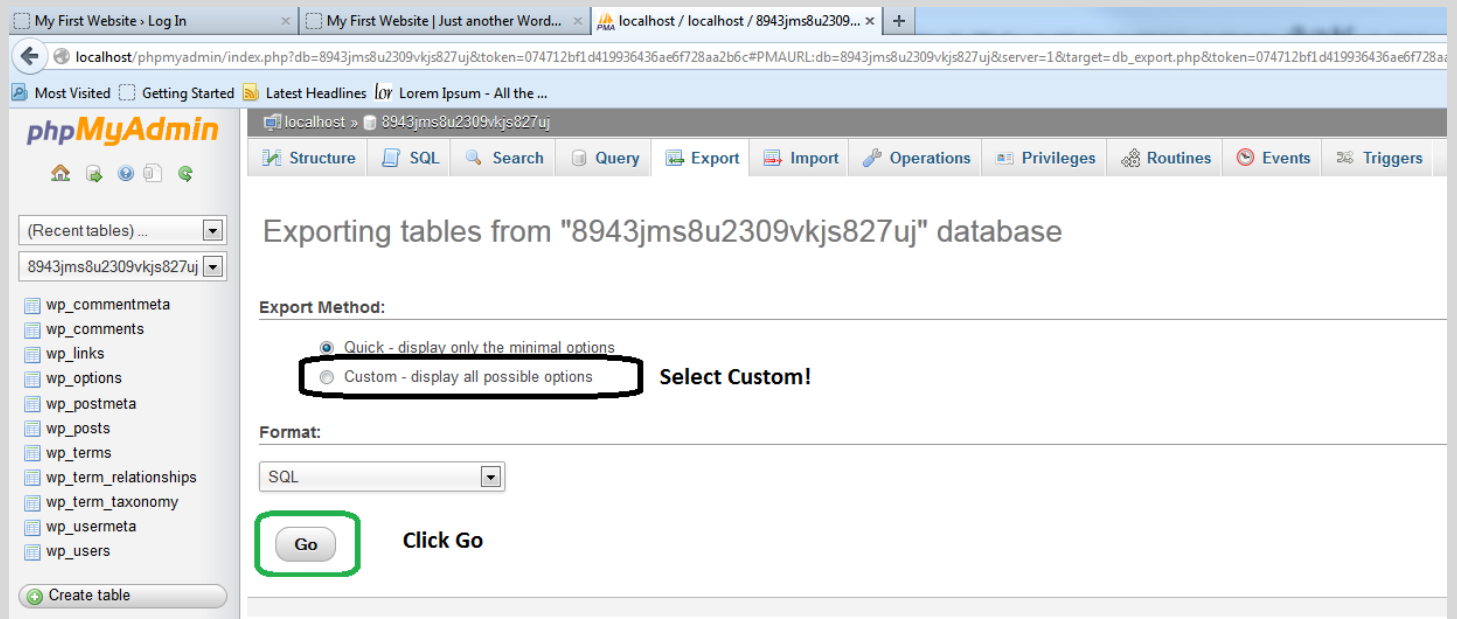 My First Website › Log In
My First Website | Just another Word...
PMA localhost / localhost / 8943jms8u2309...
localhost/phpmyadmin/index.php?db=8943jms8u2309vkjs827uj&token=074712bf1d419936436ae6f728aa2b6c#PMAURL:db=8943jms8u2309vkjs827uj&server=1&target=db_export.php&token=074712bf1d419936436ae6f728aa
Most Visited Getting Started Latest Headlines lor Lorem Ipsum - All the ...
phpMyAdmin
localhost » 8943jms8u2309vkjs827uj
Structure SQL Search Query Export Import Operations Privileges Routines Events Triggers
(Recent tables) ...
8943jms8u2309vkjs827uj
wp_commentmeta
wp_comments
wp_links
wp_options
wp_postmeta
wp_posts
wp_terms
wp_term_relationships
wp_term_taxonomy
wp_usermeta
wp_users
Create table
Exporting tables from "8943jms8u2309vkjs827uj" database
Export Method:
Quick - display only the minimal options
Custom - display all possible options
Select Custom!
Format:
SQL
Go
Click Go